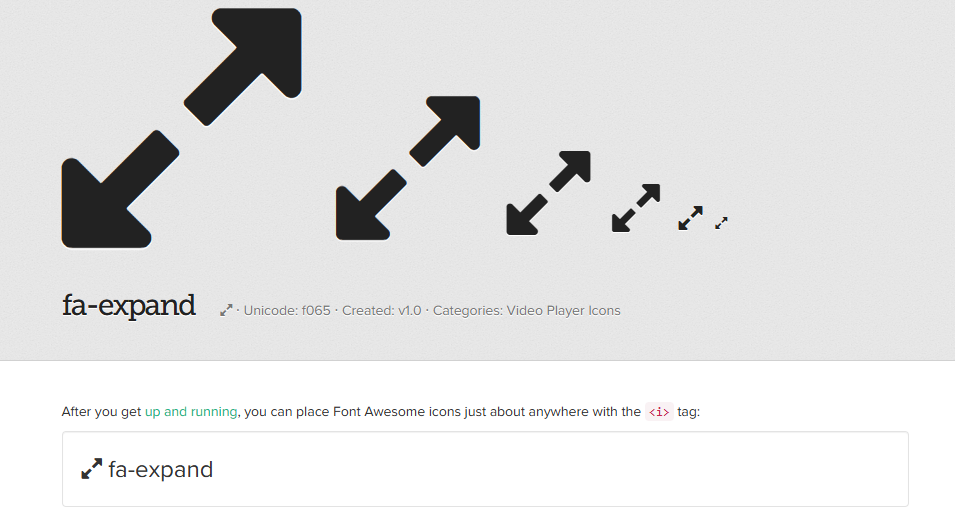 fa-expand · Unicode: f065 · Created: v1.0 · Categories: Video Player Icons
After you get up and running, you can place Font Awesome icons just about anywhere with the <i> tag:
fa-expand